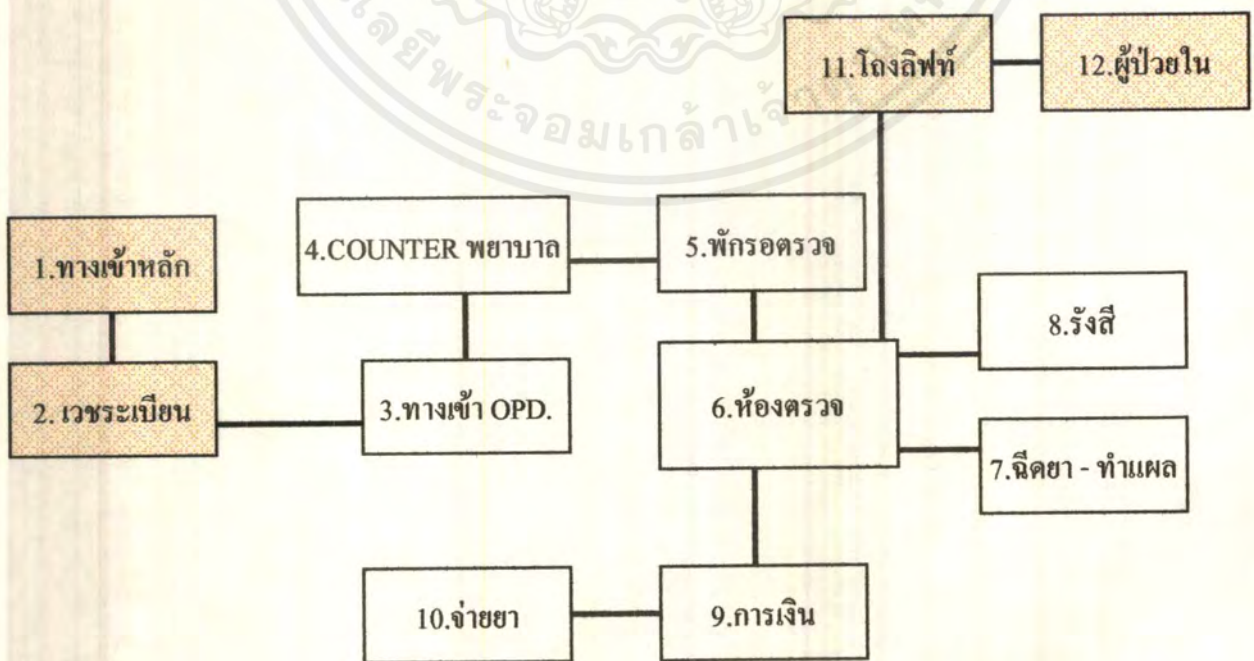 11.โถงลิฟท์
12.ผู้ป่วยใน
4.COUNTER พยาบาล
5.พักรอตรวจ
1.ทางเข้าหลัก
8.รังสี
2. เวชระเบียน
3.ทางเข้า OPD.
6.ห้องตรวจ
7.ฉีดยา - ทำแผล
10.จ่ายยา
9.การเงิน